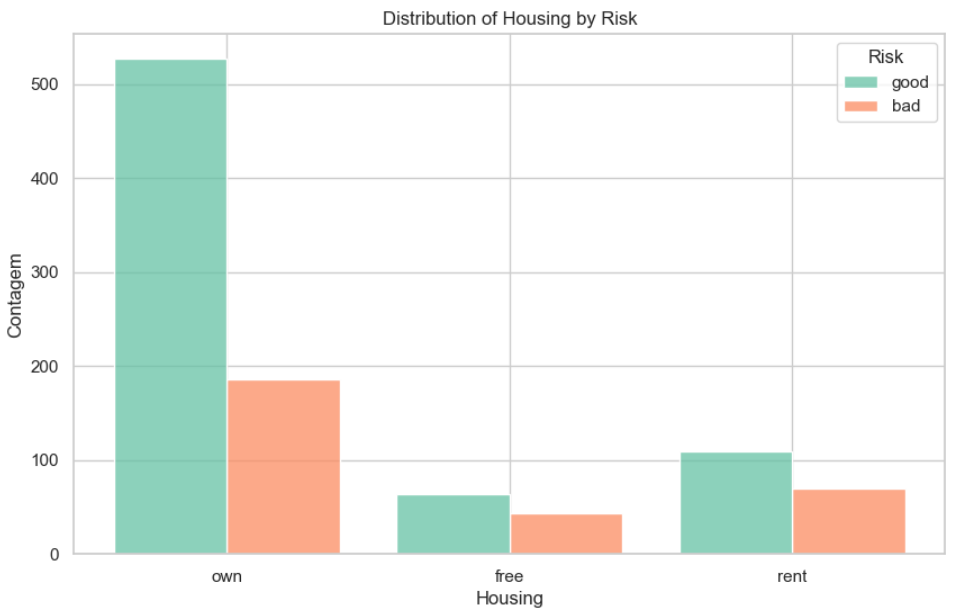 Distribution of Housing by Risk
Risk
good
bad
500
400
300
200
100
0
Contagem
own
free
rent
Housing